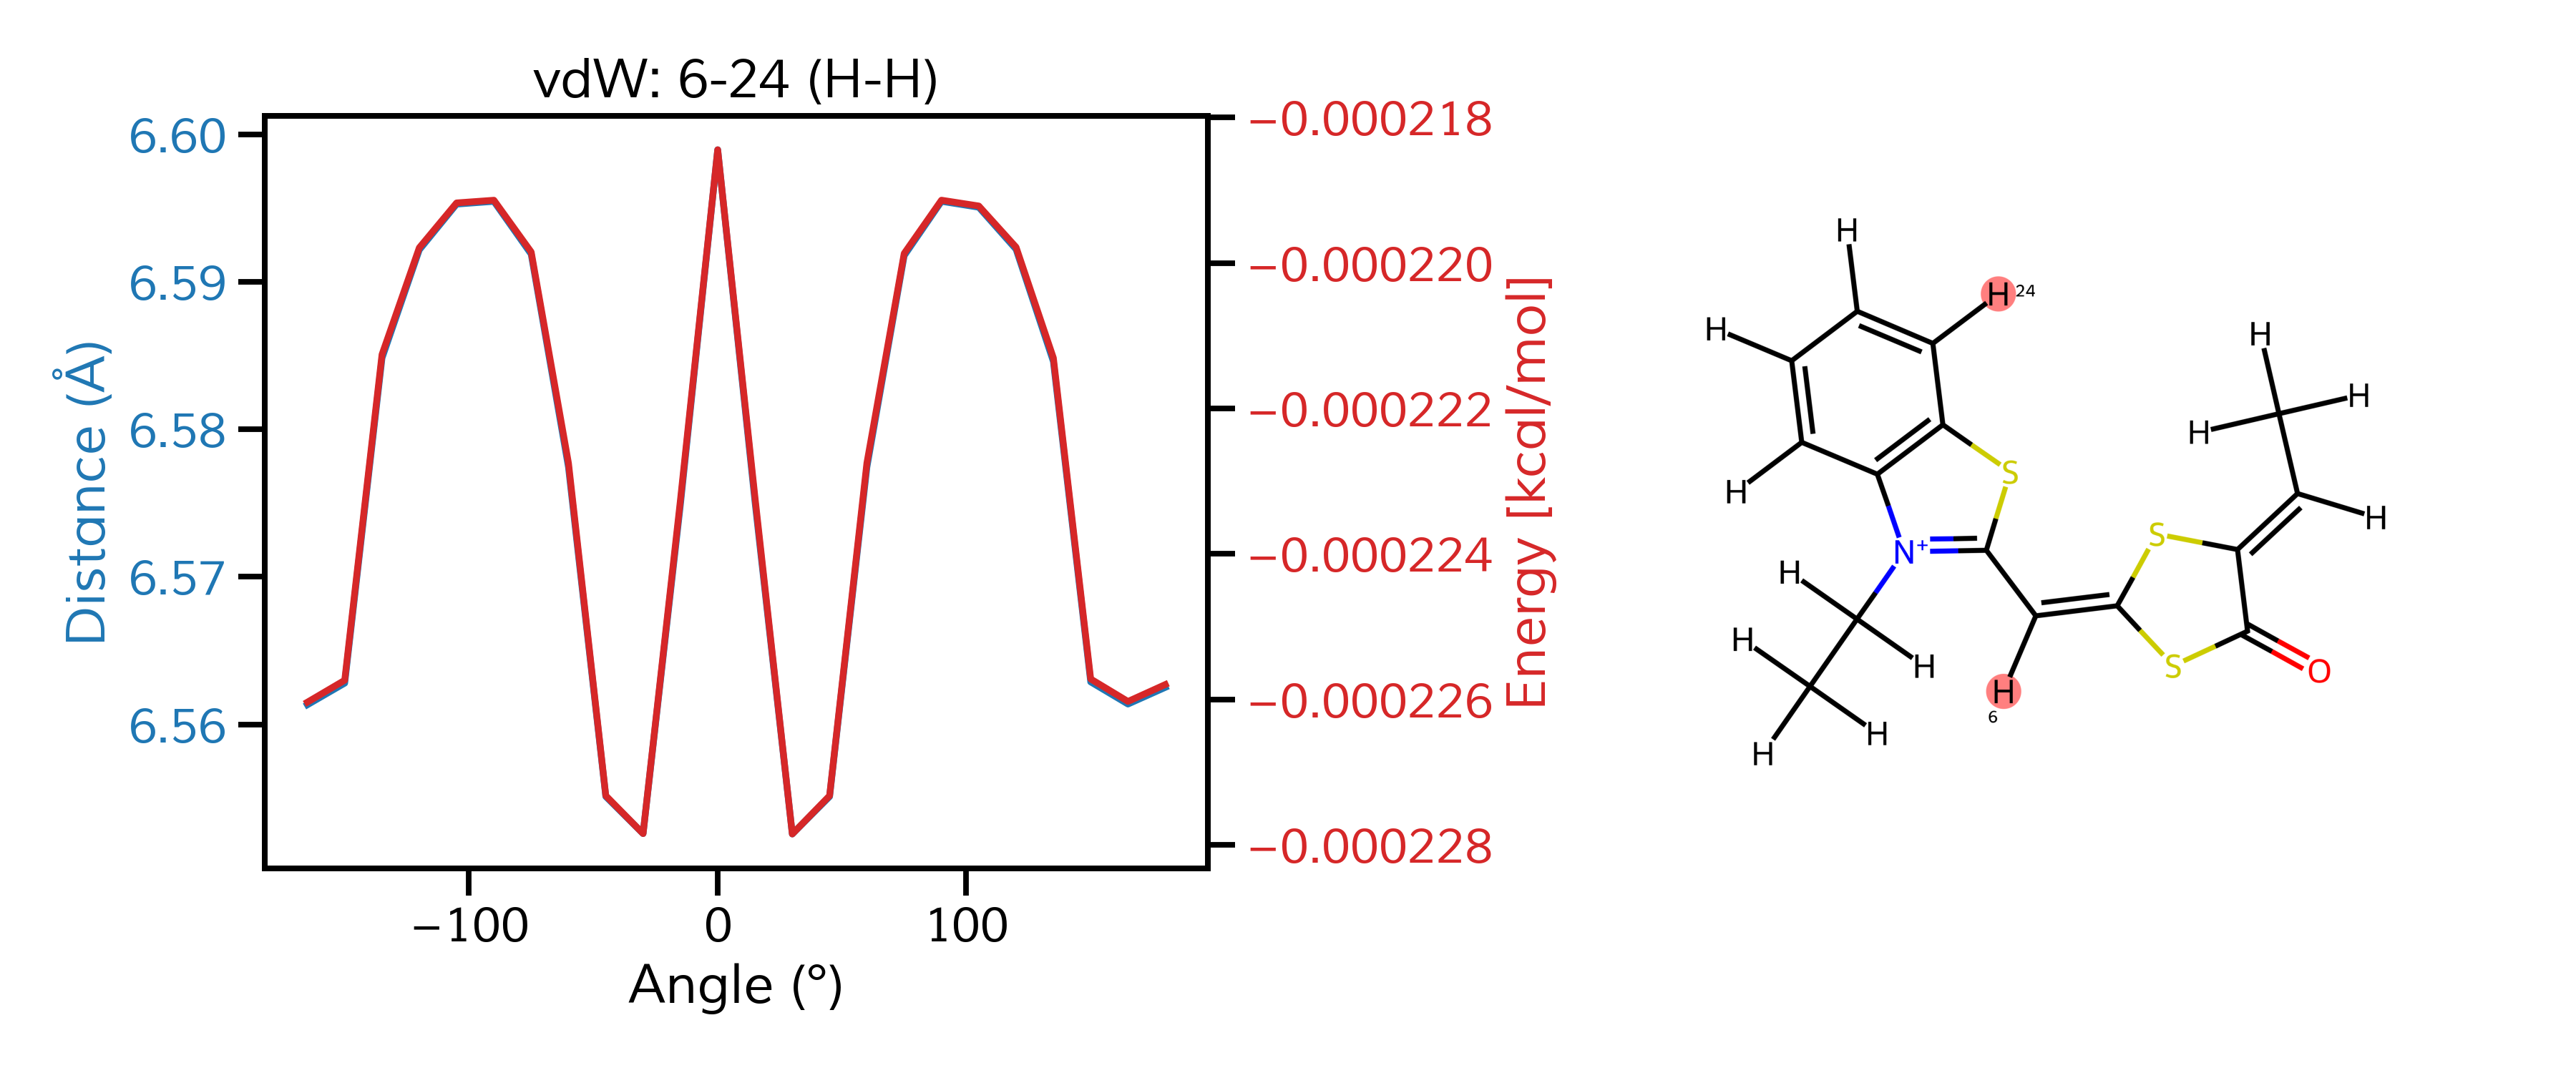 vdW: 6-24 (H-H)
Distance (Å)
6.60
6.59
6.58
6.57
6.56
−0.000218
−0.000220
−0.000222
−0.000224
−0.000226
−0.000228
Energy [kcal/mol]
−100
0
100
Angle (°)
H
H 24
H
H
H
H
S
H
H
S
H
N+
H
H
H
S
O
H
6
H
H